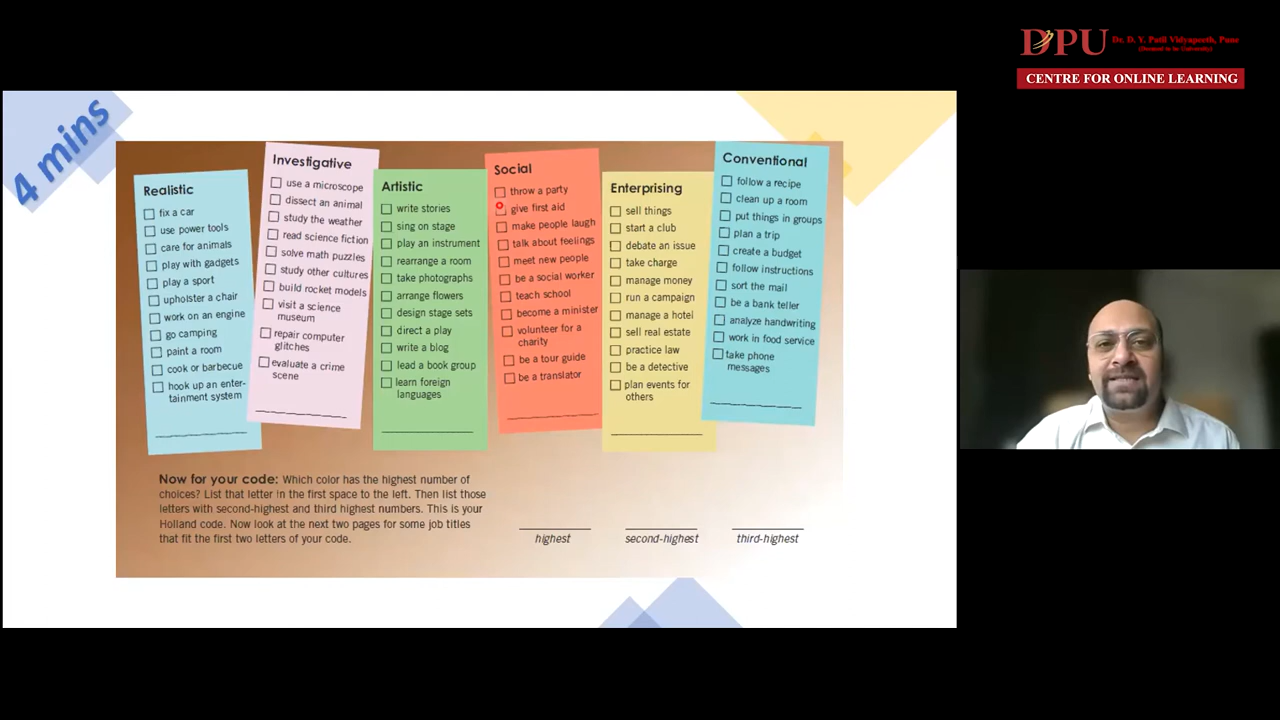 DPU
Dr. D. Y. Patil Vidyapeeth, Pune
(Deemed to be University)
CENTRE FOR ONLINE LEARNING
4 mins
Realistic
fix a car
use power tools
care for animals
play with gadgets
play a sport
upholster a chair
work on an engine
go camping
paint a room
cook or barbecue
hook up an enter-
tainment system
Investigative
use a microscope
dissect an animal
study the weather
read science fiction
solve math puzzles
study other cultures
build rocket models
visit a science
museum
repair computer
glitches
evaluate a crime
scene
Artistic
write stories
sing on stage
play an instrument
rearrange a room
take photographs
arrange flowers
design stage sets
direct a play
write a blog
lead a book group
learn foreign
languages
Social
throw a party
give first aid
make people laugh
talk about feelings
meet new people
be a social worker
teach school
become a minister
volunteer for a
charity
be a tour guide
be a translator
Enterprising
sell things
start a club
debate an issue
take charge
manage money
run a campaign
manage a hotel
sell real estate
practice law
be a detective
plan events for
others
Conventional
follow a recipe
clean up a room
put things in groups
plan a trip
create a budget
follow instructions
sort the mail
be a bank teller
analyze handwriting
work in food service
take phone
messages
Now for your code: Which color has the highest number of
choices? List that letter in the first space to the left. Then list those
letters with second-highest and third highest numbers. This is your
Holland code. Now look at the next two pages for some job titles
that fit the first two letters of your code.
highest
second-highest
third-highest